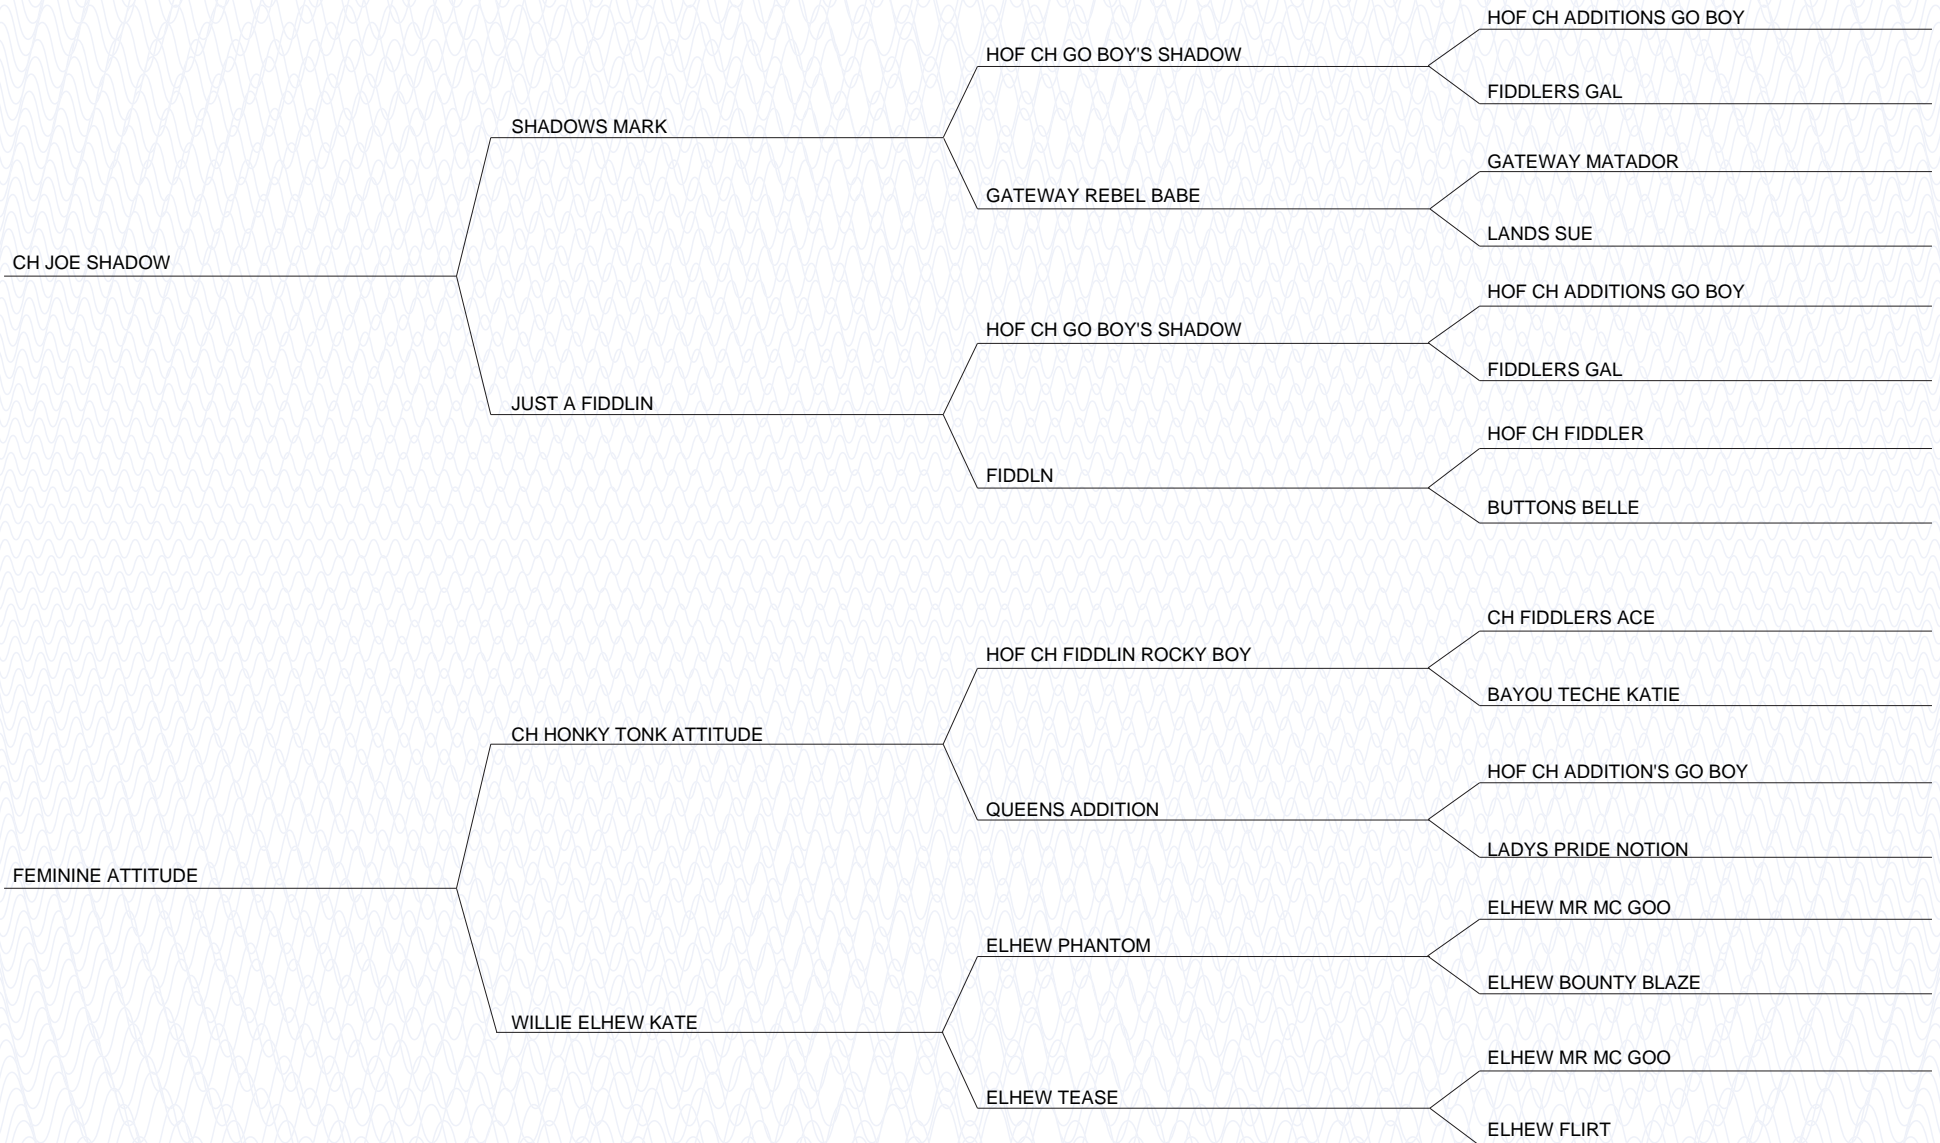 HOF CH ADDITIONS GO BOY
HOF CH GO BOY'S SHADOW
FIDDLERS GAL
SHADOWS MARK
GATEWAY MATADOR
GATEWAY REBEL BABE
LANDS SUE
CH JOE SHADOW
HOF CH ADDITIONS GO BOY
HOF CH GO BOY'S SHADOW
FIDDLERS GAL
JUST A FIDDLIN
HOF CH FIDDLER
FIDDLN
BUTTONS BELLE
CH FIDDLERS ACE
HOF CH FIDDLIN ROCKY BOY
BAYOU TECHE KATIE
CH HONKY TONK ATTITUDE
HOF CH ADDITION'S GO BOY
QUEENS ADDITION
LADYS PRIDE NOTION
FEMININE ATTITUDE
ELHEW MR MC GOO
ELHEW PHANTOM
ELHEW BOUNTY BLAZE
WILLIE ELHEW KATE
ELHEW MR MC GOO
ELHEW TEASE
ELHEW FLIRT